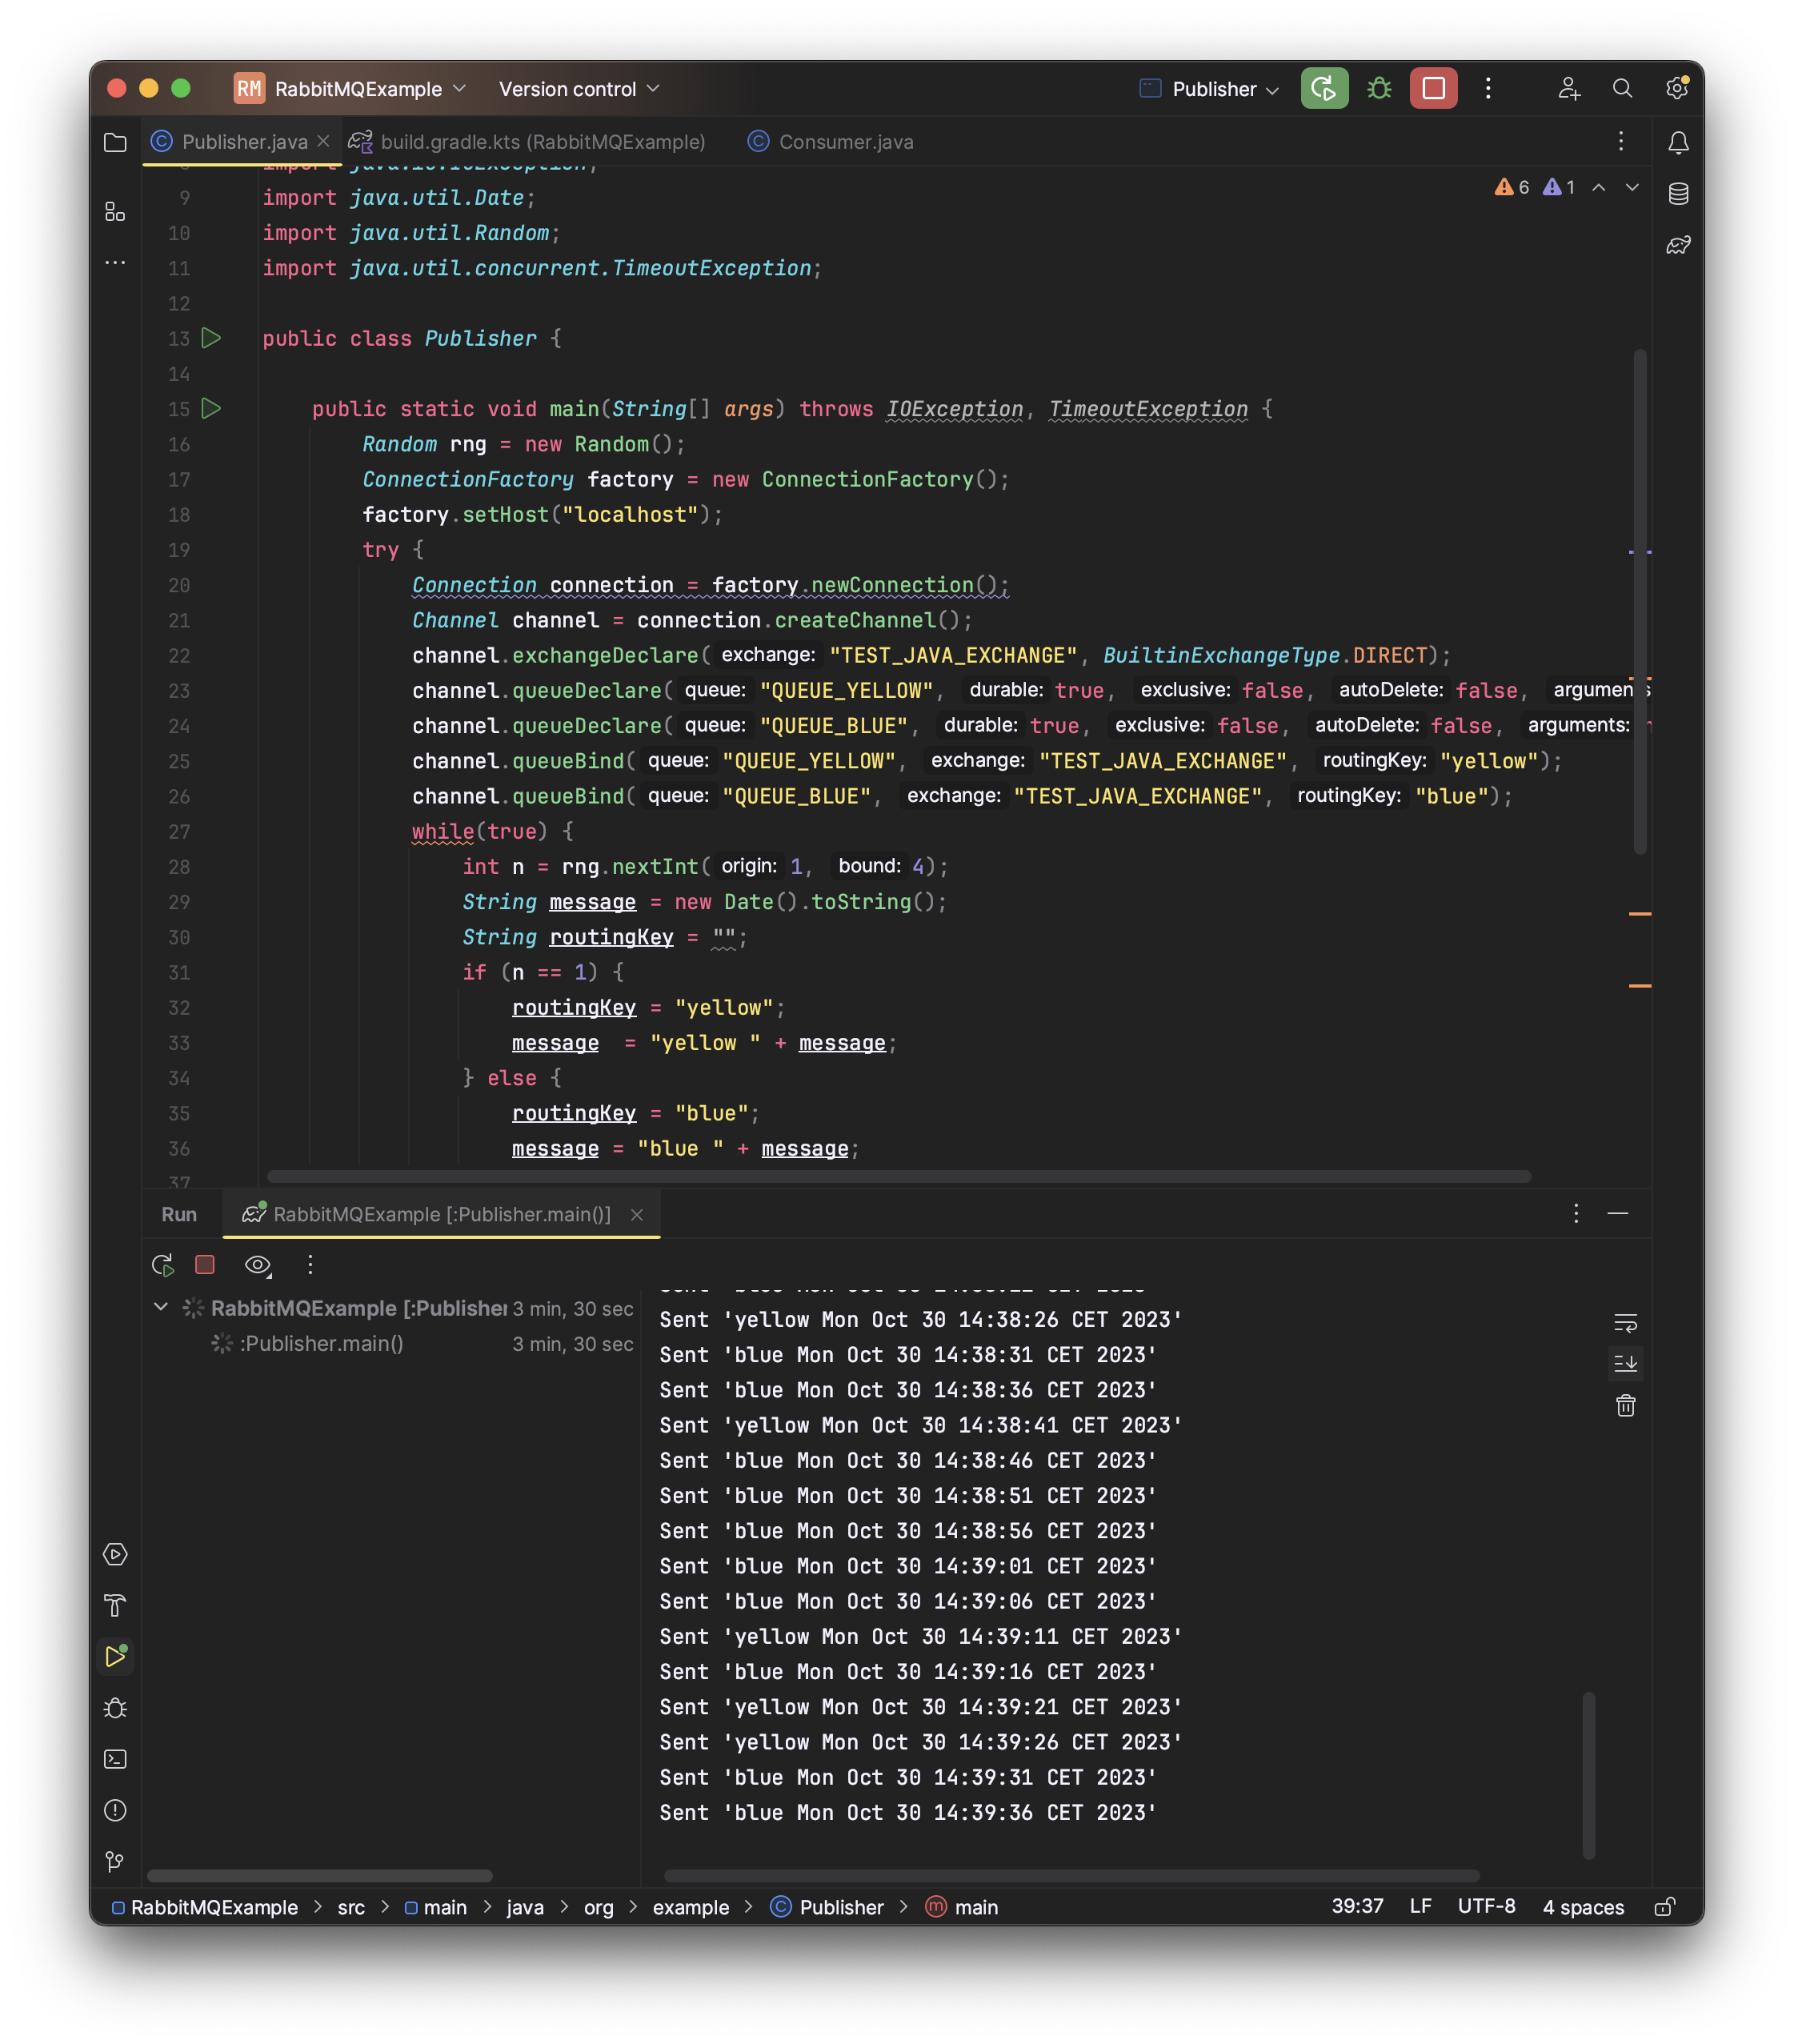 RM RabbitMQExample Version control Publisher
Publisher.java build.gradle.kts (RabbitMQExample) Consumer.java
8 import java.io.IOException;
6 1
9 import java.util.Date;
10 import java.util.Random;
11 import java.util.concurrent.TimeoutException;
12
13 public class Publisher {
14
15 public static void main(String[] args) throws IOException, TimeoutException {
16 Random rng = new Random();
17 ConnectionFactory factory = new ConnectionFactory();
18 factory.setHost("localhost");
19 try {
20 Connection connection = factory.newConnection();
21 Channel channel = connection.createChannel();
22 channel.exchangeDeclare( exchange: "TEST_JAVA_EXCHANGE", BuiltinExchangeType.DIRECT);
23 channel.queueDeclare( queue: "QUEUE_YELLOW", durable: true, exclusive: false, autoDelete: false, arguments
24 channel.queueDeclare( queue: "QUEUE_BLUE", durable: true, exclusive: false, autoDelete: false, arguments: n
25 channel.queueBind( queue: "QUEUE_YELLOW", exchange: "TEST_JAVA_EXCHANGE", routingKey: "yellow");
26 channel.queueBind( queue: "QUEUE_BLUE", exchange: "TEST_JAVA_EXCHANGE", routingKey: "blue");
27 while(true) {
28 int n = rng.nextInt( origin: 1, bound: 4);
29 String message = new Date().toString();
30 String routingKey = "";
31 if (n == 1) {
32 routingKey = "yellow";
33 message  = "yellow " + message;
34 } else {
35 routingKey = "blue";
36 message = "blue " + message;
37
Run RabbitMQExample [:Publisher.main()]
RabbitMQExample [:Publisher 3 min, 30 sec
:Publisher.main() 3 min, 30 sec
Sent 'yellow Mon Oct 30 14:38:26 CET 2023'
Sent 'blue Mon Oct 30 14:38:31 CET 2023'
Sent 'blue Mon Oct 30 14:38:36 CET 2023'
Sent 'yellow Mon Oct 30 14:38:41 CET 2023'
Sent 'blue Mon Oct 30 14:38:46 CET 2023'
Sent 'blue Mon Oct 30 14:38:51 CET 2023'
Sent 'blue Mon Oct 30 14:38:56 CET 2023'
Sent 'blue Mon Oct 30 14:39:01 CET 2023'
Sent 'blue Mon Oct 30 14:39:06 CET 2023'
Sent 'yellow Mon Oct 30 14:39:11 CET 2023'
Sent 'blue Mon Oct 30 14:39:16 CET 2023'
Sent 'yellow Mon Oct 30 14:39:21 CET 2023'
Sent 'yellow Mon Oct 30 14:39:26 CET 2023'
Sent 'blue Mon Oct 30 14:39:31 CET 2023'
Sent 'blue Mon Oct 30 14:39:36 CET 2023'
RabbitMQExample > src > main > java > org > example > Publisher > main 39:37 LF UTF-8 4 spaces